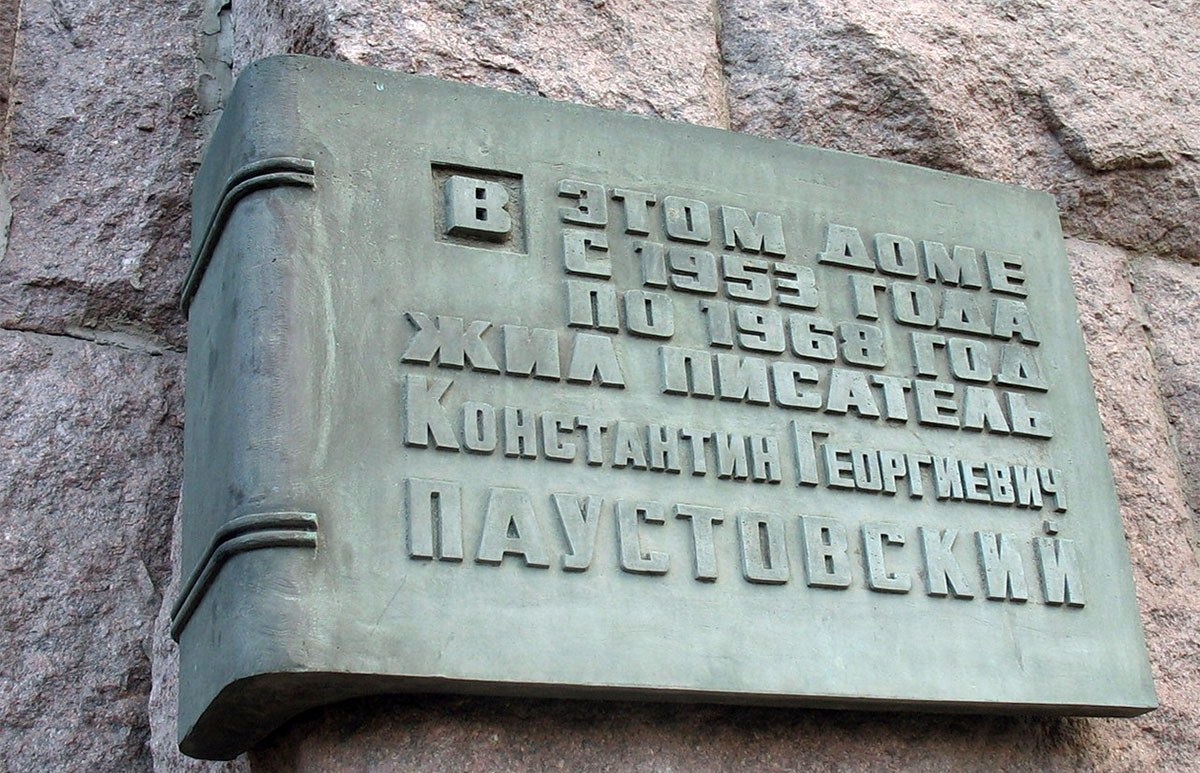 В ЭТОМ ДОМЕ
С 1953 ГОДА
ПО 1968 ГОД
ЖИЛ ПИСАТЕЛЬ
КОНСТАНТИН ГЕОРГИЕВИЧ
ПАУСТОВСКИЙ